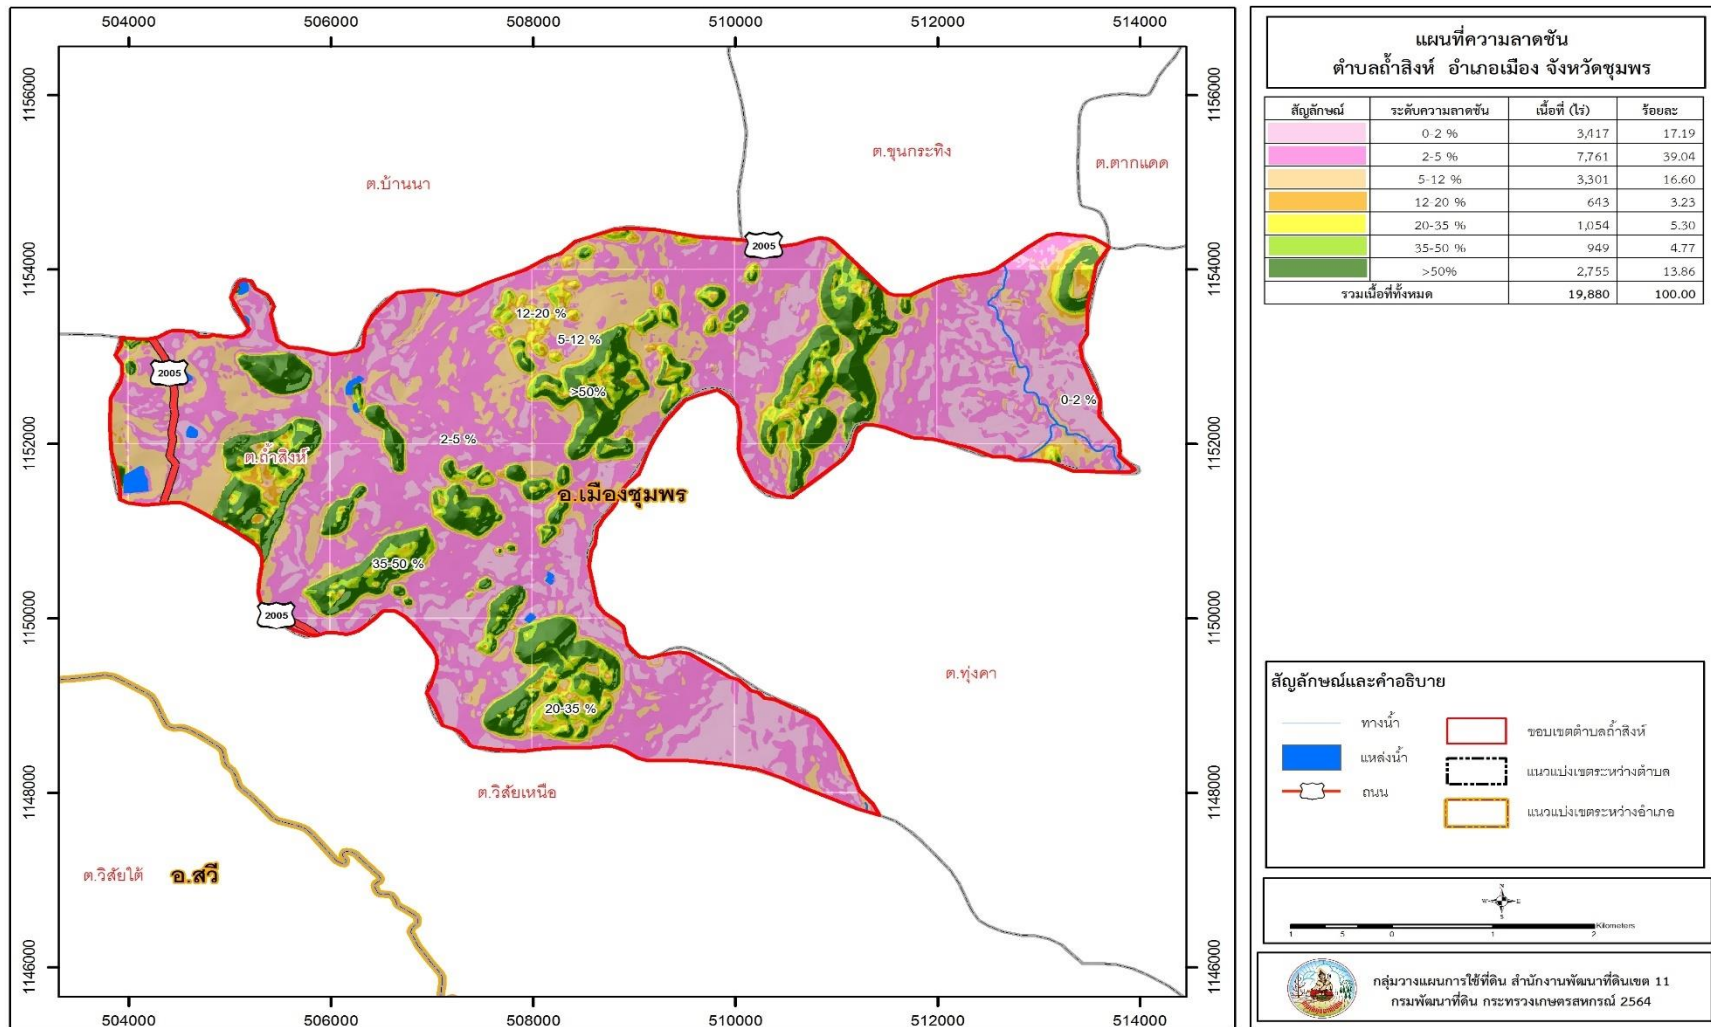 504000 506000 508000 510000 512000 514000
1156000 1156000
1154000 1154000
1152000 1152000
1150000 1150000
1148000 1148000
1146000 1146000
ต.ขุนกระทิง
ต.ตากแดด
ต.บ้านนา
2005
12-20 %
5-12 %
2005
>50%
0-2 %
2-5 %
ต.ถ้ำสิงห์
อ.เมืองชุมพร
35-50 %
2005
ต.ทุ่งคา
20-35 %
ต.วิสัยเหนือ
ต.วิสัยใต้
อ.สวี
504000 506000 508000 510000 512000 514000
แผนที่ความลาดชัน
ตำบลถ้ำสิงห์ อำเภอเมือง จังหวัดชุมพร
สัญลักษณ์ ระดับความลาดชัน เนื้อที่ (ไร่) ร้อยละ
0-2 % 3,417 17.19
2-5 % 7,761 39.04
5-12 % 3,301 16.60
12-20 % 643 3.23
20-35 % 1,054 5.30
35-50 % 949 4.77
>50% 2,755 13.86
รวมเนื้อที่ทั้งหมด 19,880 100.00
สัญลักษณ์และคำอธิบาย
ทางน้ำ
แหล่งน้ำ
ถนน
ขอบเขตตำบลถ้ำสิงห์
แนวแบ่งเขตระหว่างตำบล
แนวแบ่งเขตระหว่างอำเภอ
N
W E
S
1 5 0 1 2 Kilometers
กลุ่มวางแผนการใช้ที่ดิน สำนักงานพัฒนาที่ดินเขต 11
กรมพัฒนาที่ดิน กระทรวงเกษตรสหกรณ์ 2564